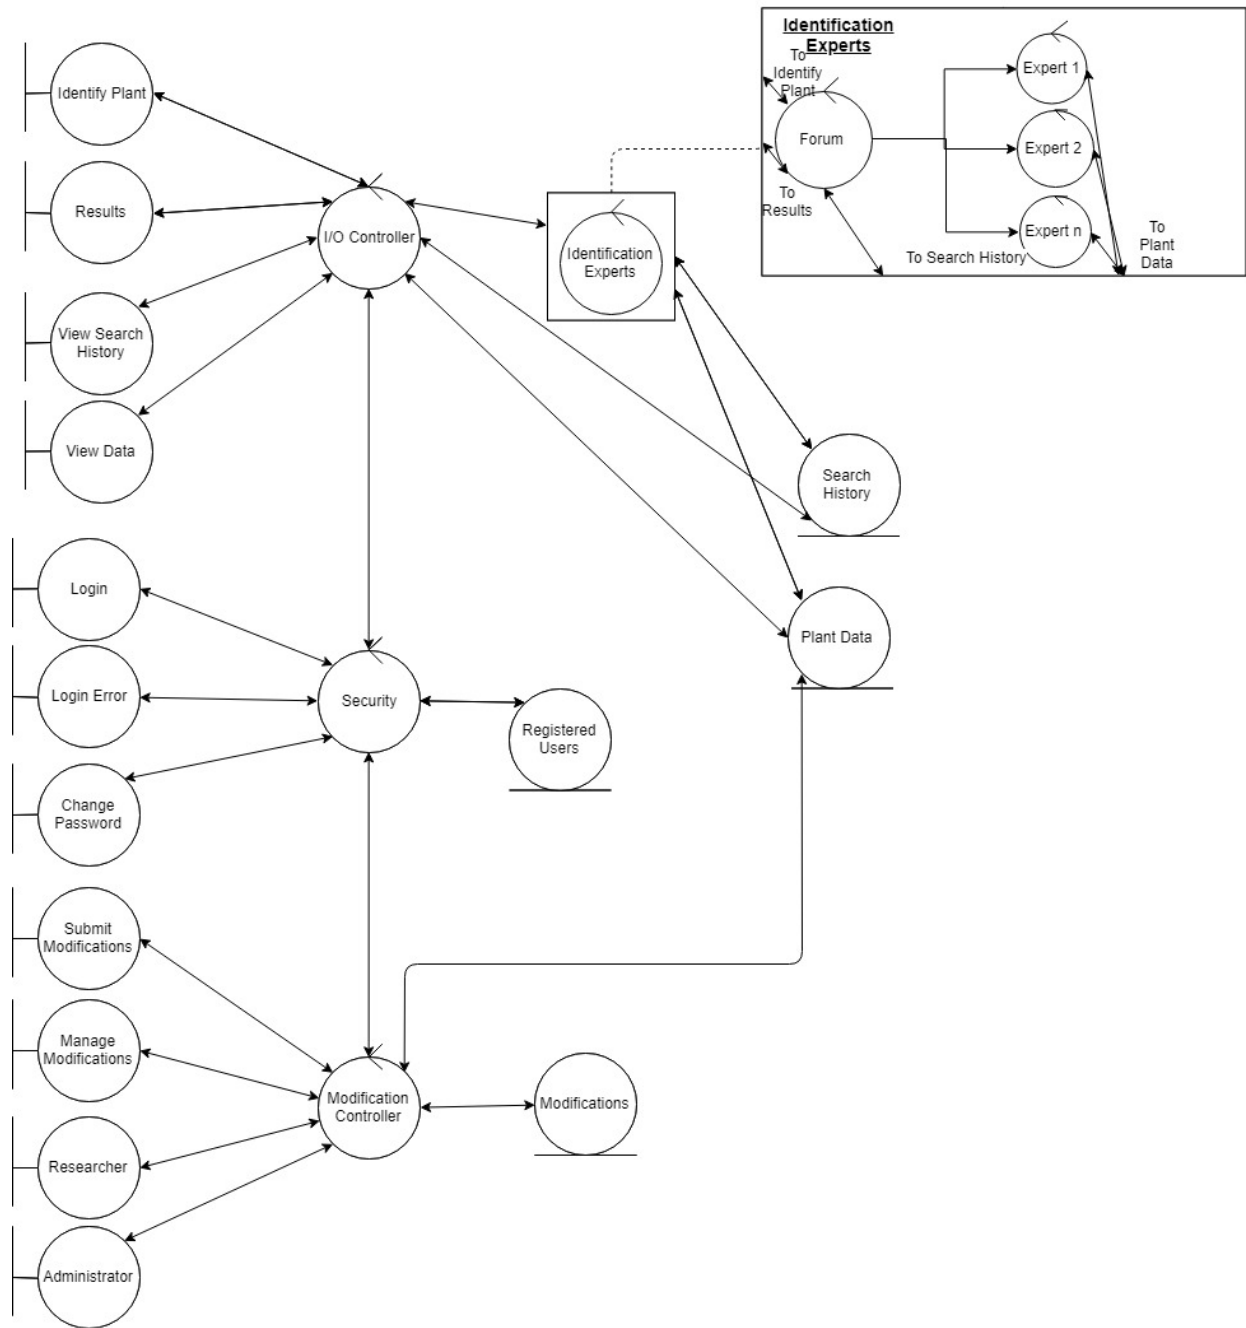 Identification
Experts
To
Identify
Plant
Forum
To
Results
Expert 1
Expert 2
Expert n
To Search History
To
Plant
Data
Identify Plant
Results
View Search
History
View Data
I/O Controller
Identification
Experts
Search
History
Plant Data
Login
Login Error
Change
Password
Security
Registered
Users
Submit
Modifications
Manage
Modifications
Researcher
Administrator
Modification
Controller
Modifications